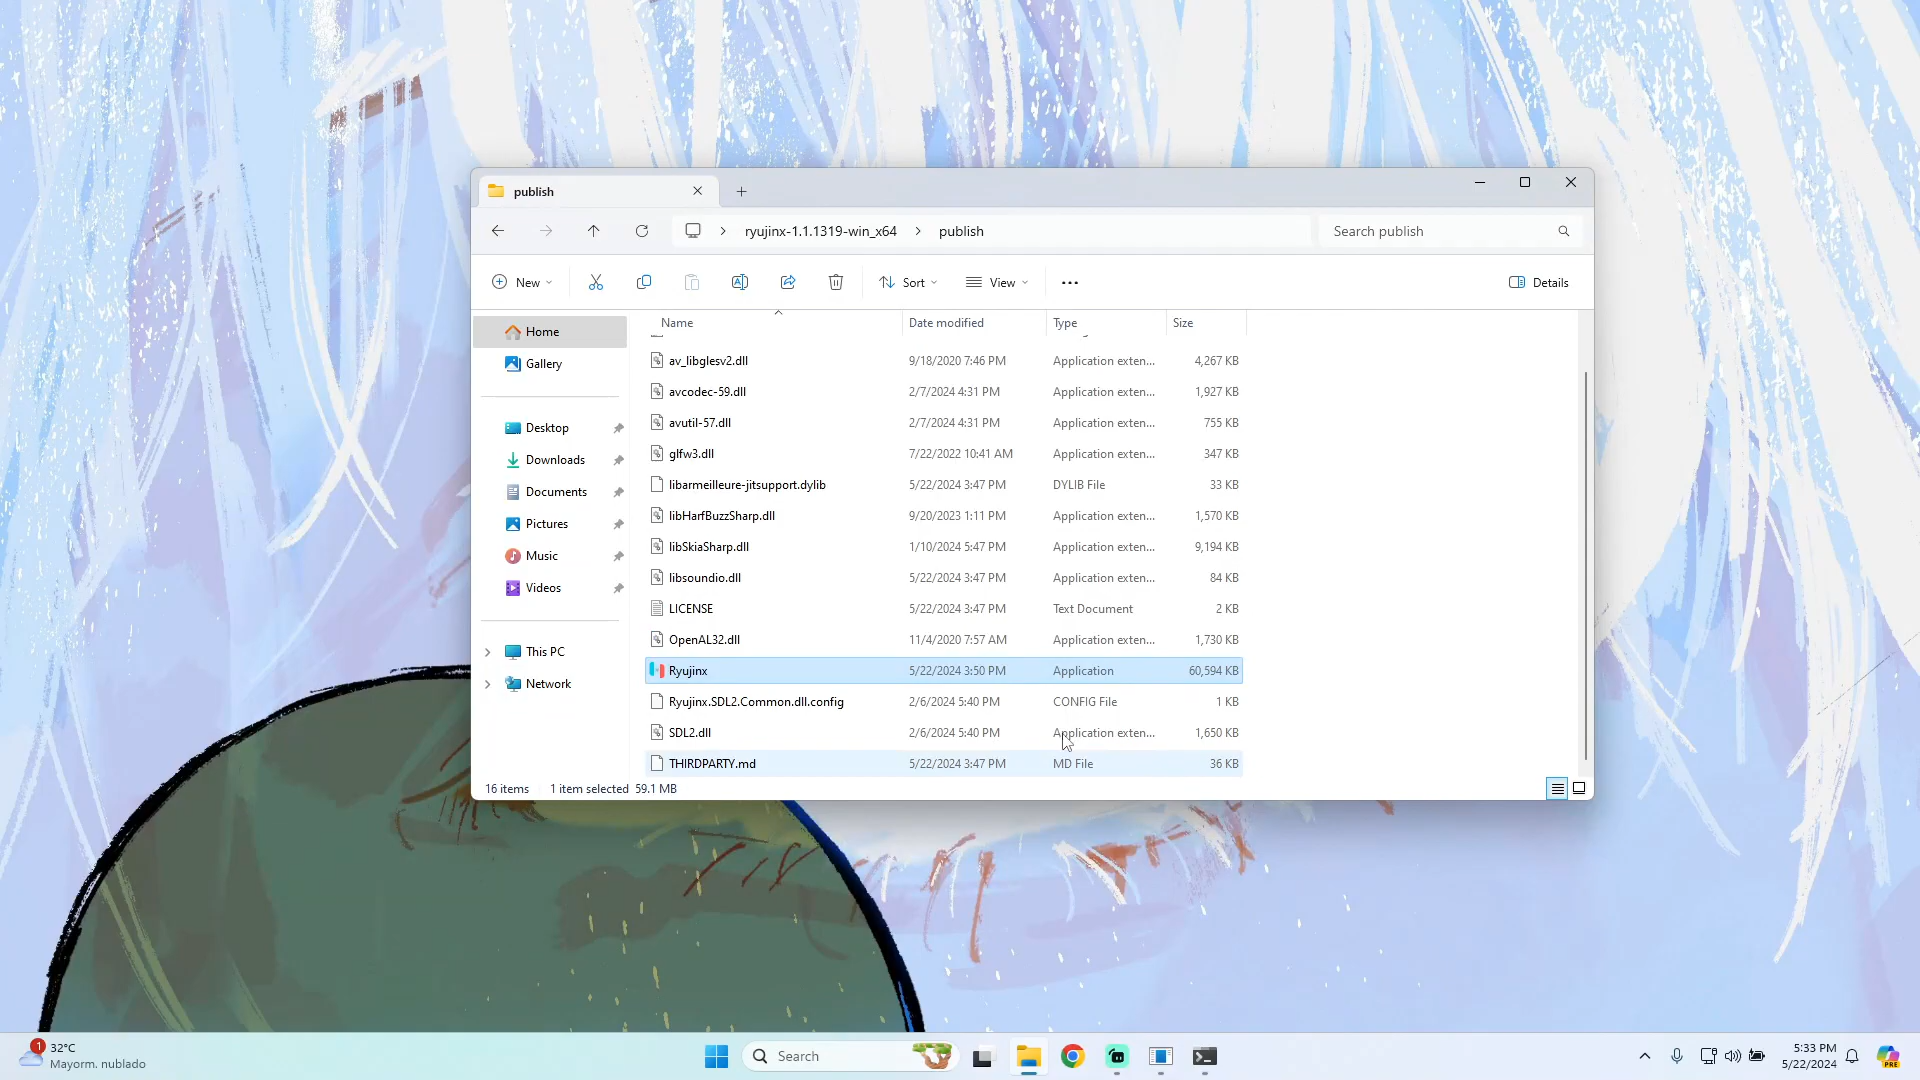 publish
ryujinx-1.1.1319-win_x64 publish
Search publish
New Sort View Details
Name Date modified Type Size
Home
Gallery
Desktop
Downloads
Documents
Pictures
Music
Videos
This PC
Network
av_libglesv2.dll 9/18/2020 7:46 PM Application exten... 4,267 KB
avcodec-59.dll 2/7/2024 4:31 PM Application exten... 1,927 KB
avutil-57.dll 2/7/2024 4:31 PM Application exten... 755 KB
glfw3.dll 7/22/2022 10:41 AM Application exten... 347 KB
libarmeilleure-jitsupport.dylib 5/22/2024 3:47 PM DYLIB File 33 KB
libHarfBuzzSharp.dll 9/20/2023 1:11 PM Application exten... 1,570 KB
libSkiaSharp.dll 1/10/2024 5:47 PM Application exten... 9,194 KB
libsoundio.dll 5/22/2024 3:47 PM Application exten... 84 KB
LICENSE 5/22/2024 3:47 PM Text Document 2 KB
OpenAL32.dll 11/4/2020 7:57 AM Application exten... 1,730 KB
Ryujinx 5/22/2024 3:50 PM Application 60,594 KB
Ryujinx.SDL2.Common.dll.config 2/6/2024 5:40 PM CONFIG File 1 KB
SDL2.dll 2/6/2024 5:40 PM Application exten... 1,650 KB
THIRDPARTY.md 5/22/2024 3:47 PM MD File 36 KB
16 items 1 item selected 59.1 MB
1
32°C
Mayorm. nublado
Search
5:33 PM
5/22/2024
PRE